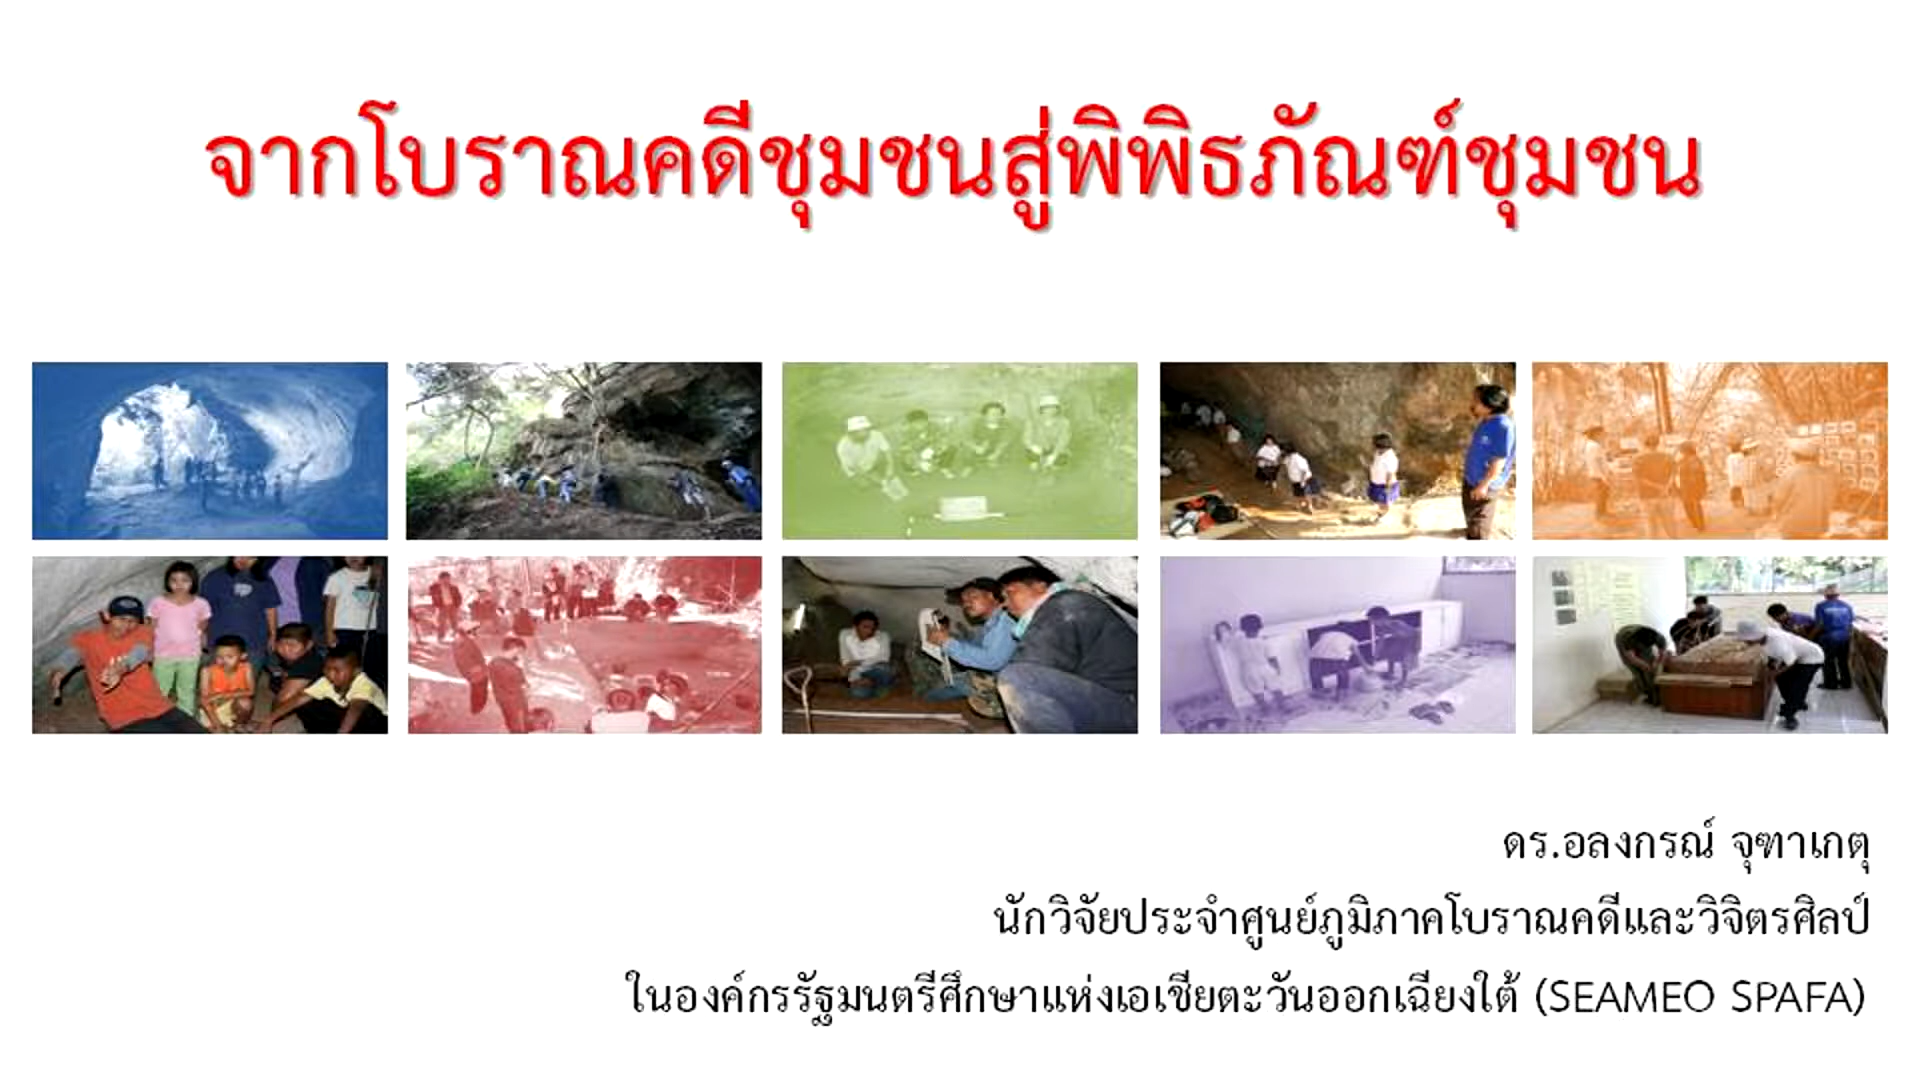 จากโบราณคดีชุมชนสู่พิพิธภัณฑ์ชุมชน
ดร.อลงกรณ์ จุฑาเกตุ
นักวิจัยประจำศูนย์ภูมิภาคโบราณคดีและวิจิตรศิลป์
ในองค์กรรัฐมนตรีศึกษาแห่งเอเชียตะวันออกเฉียงใต้ (SEAMEO SPAFA)